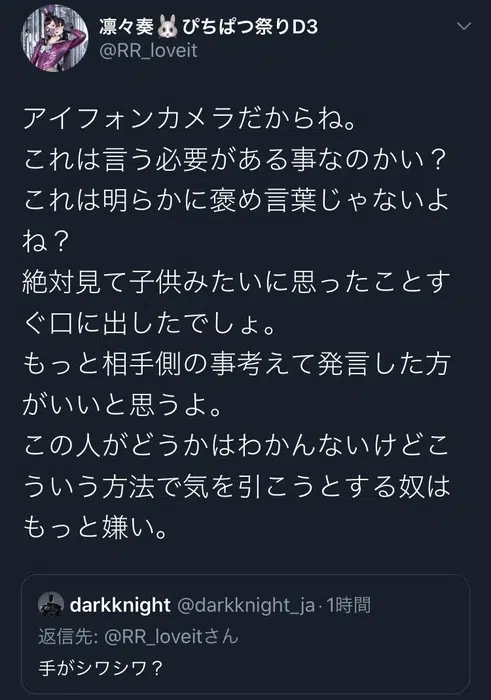 凛々奏🐰ぴちぱつ祭りD3
@RR_loveit
アイフォンカメラだからね。
これは言う必要がある事なのかい？
これは明らかに褒め言葉じゃないよ
ね？
絶対見て子供みたいに思ったことす
ぐ口に出したでしょ。
もっと相手側の事考えて発言した方
がいいと思うよ。
この人がどうかはわかんないけどこ
ういう方法で気を引こうとする奴は
もっと嫌い。
darkknight @darkknight_ja · 1時間
返信先: @RR_loveitさん
手がシワシワ？